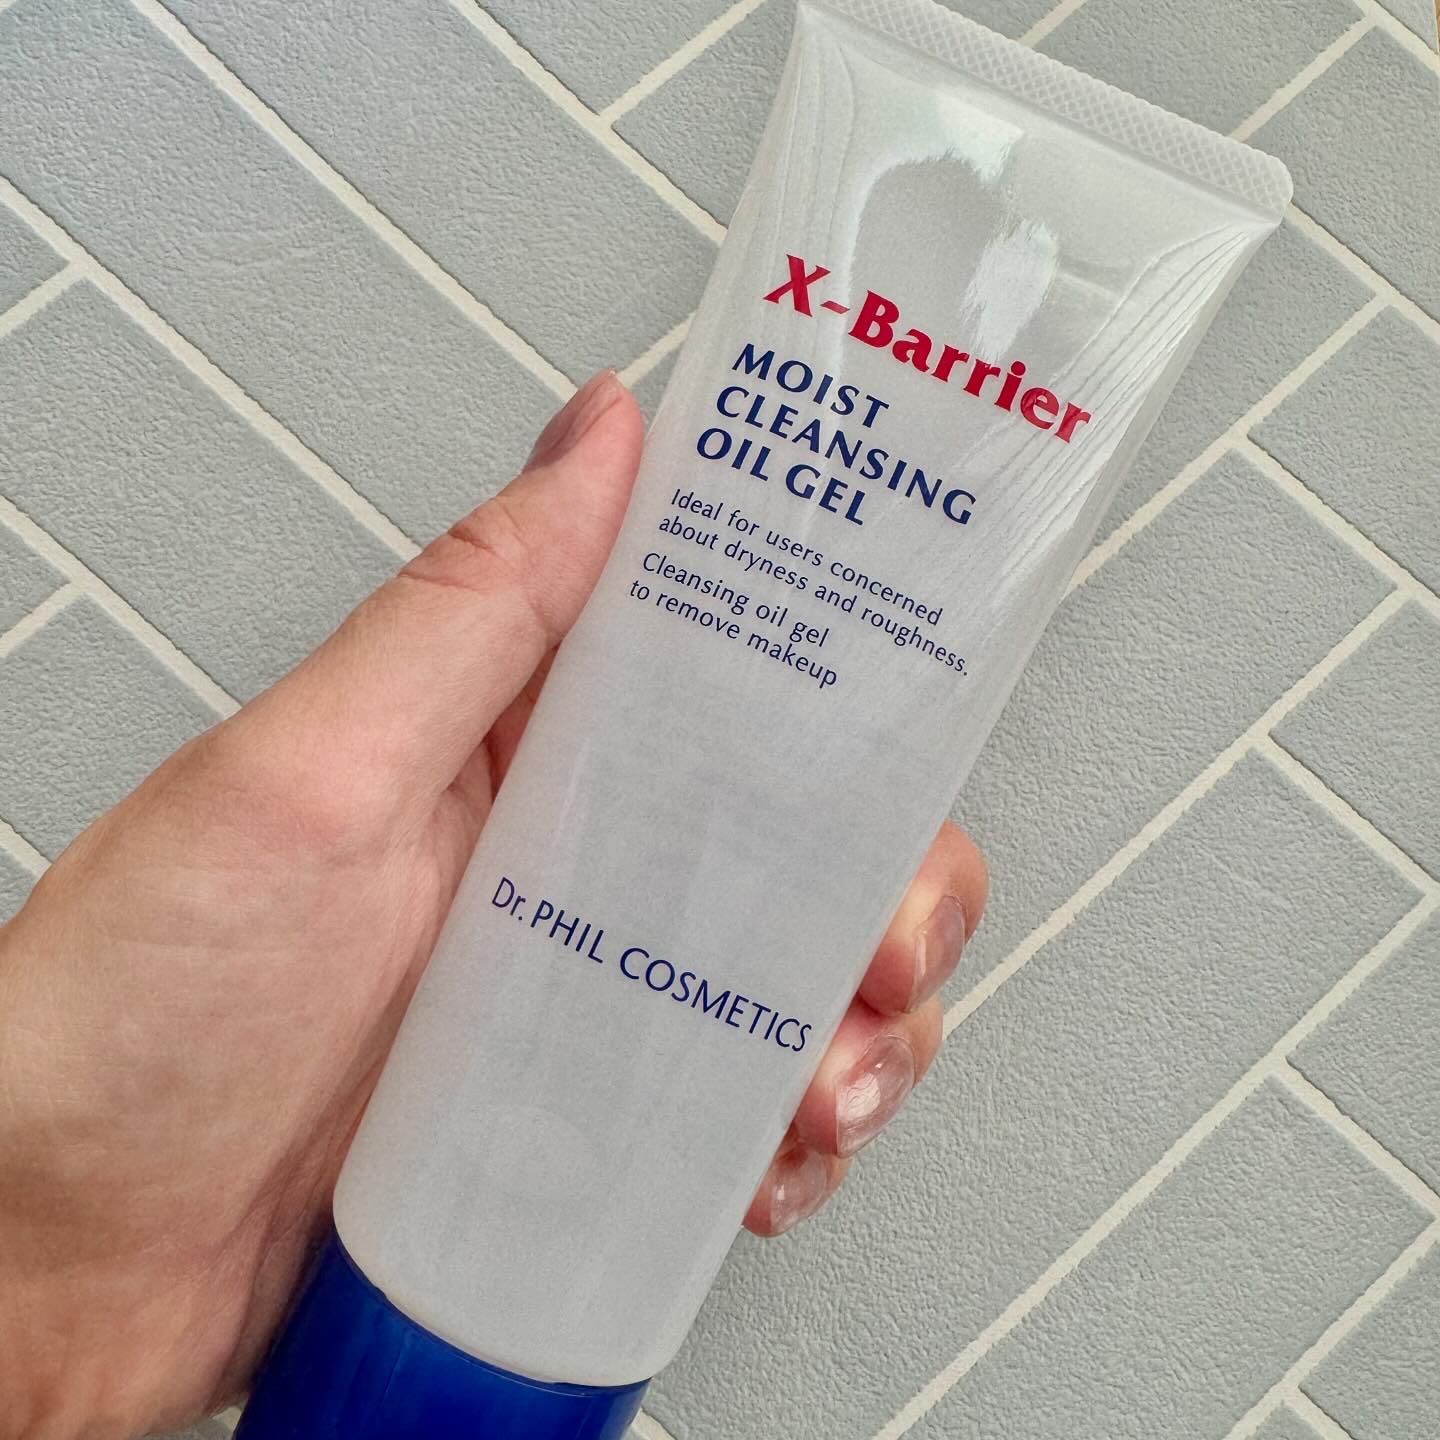 X-Barrier
MOIST
CLEANSING
OIL GEL
Ideal for users concerned
about dryness and roughness.
Cleansing oil gel
to remove makeup
Dr. PHIL COSMETICS